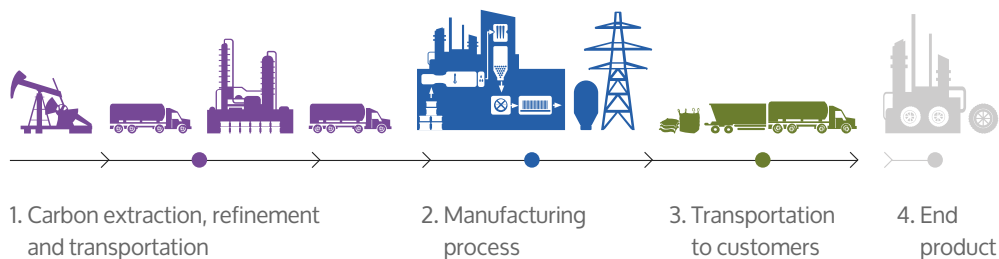 1. Carbon extraction, refinement
and transportation
2. Manufacturing
process
3. Transportation
to customers
4. End
product